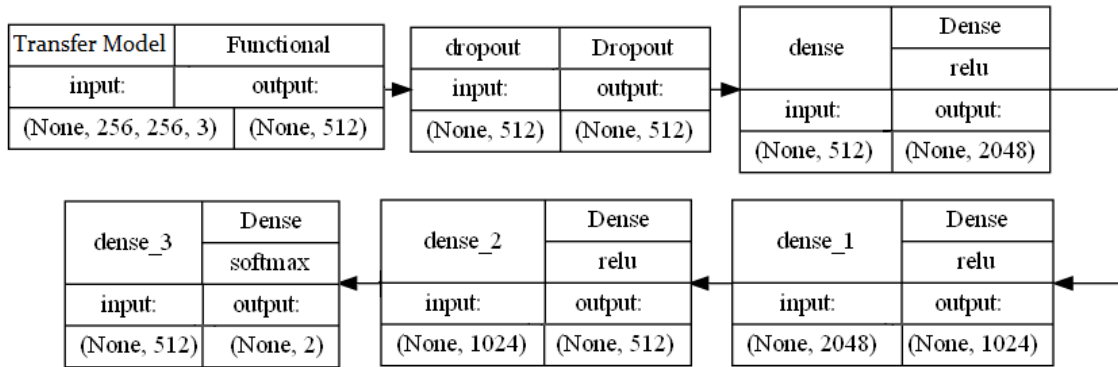 Transfer Model Functional
input: output:
(None, 256, 256, 3) (None, 512)
dropout Dropout
input: output:
(None, 512) (None, 512)
dense Dense
relu
input: output:
(None, 512) (None, 2048)
dense_3 Dense
softmax
input: output:
(None, 512) (None, 2)
dense_2 Dense
relu
input: output:
(None, 1024) (None, 512)
dense_1 Dense
relu
input: output:
(None, 2048) (None, 1024)